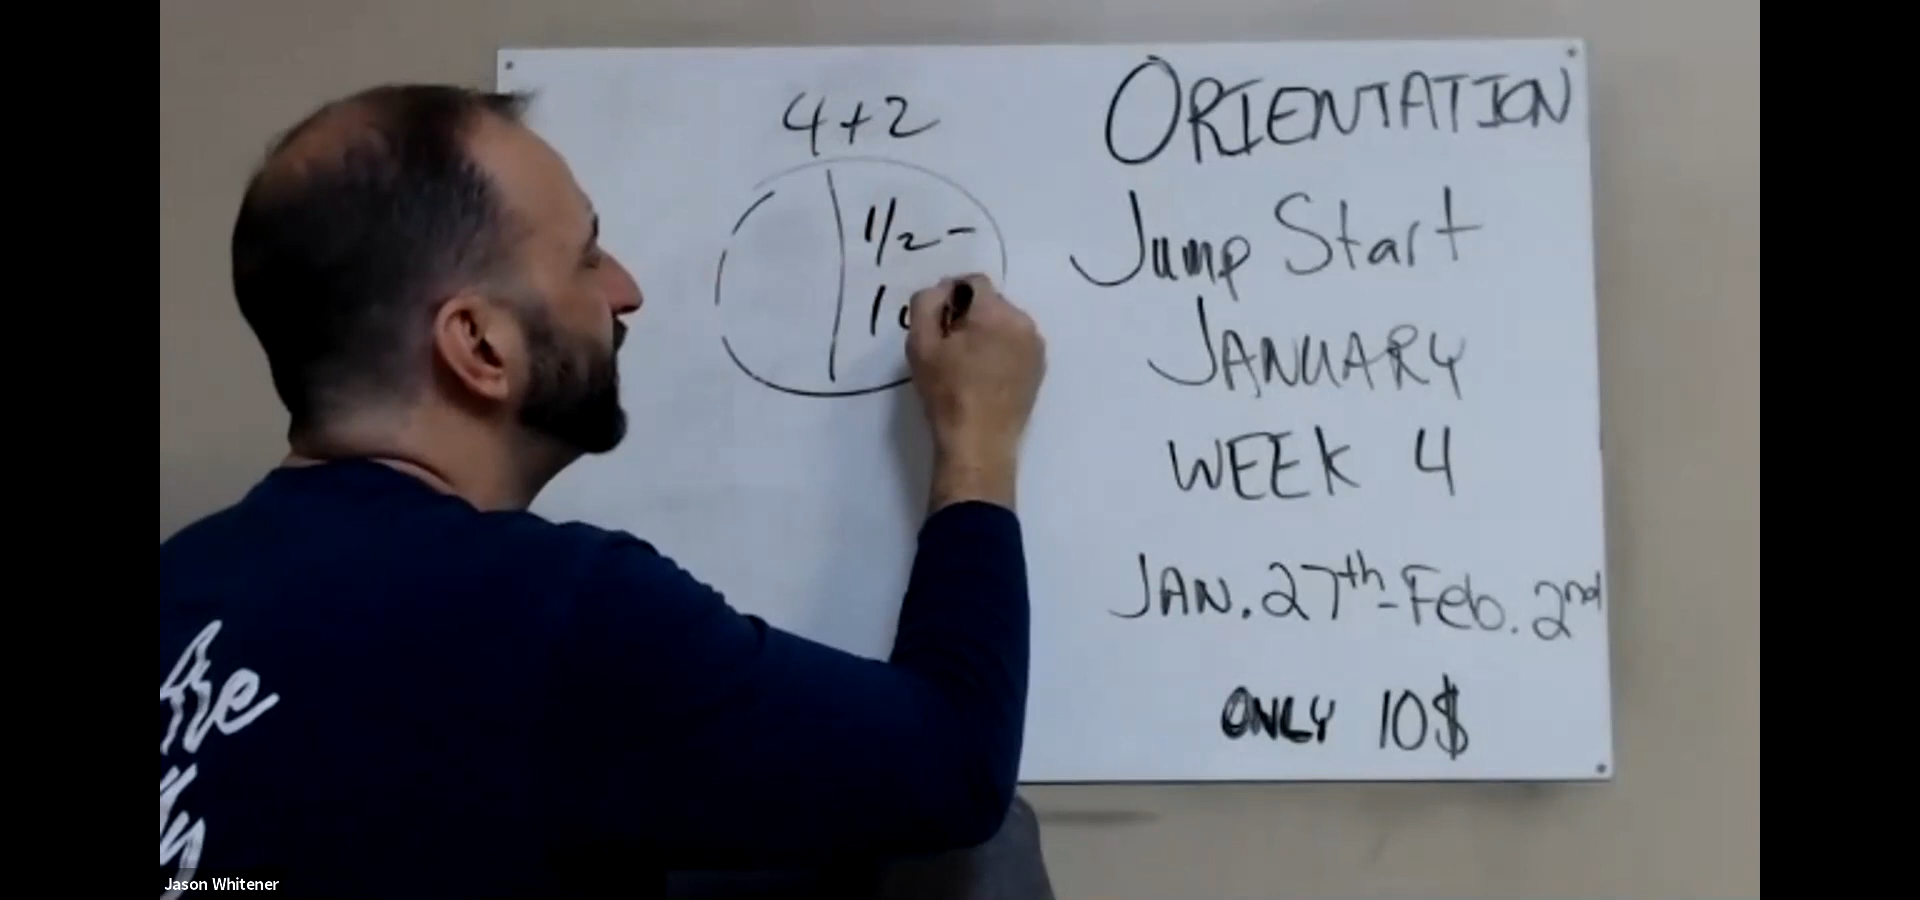 4+2
1/2 -
1
ORIENTATION
Jump Start
JANUARY
WEEK 4
JAN. 27th - Feb. 2nd
ONLY 10$
Jason Whitener